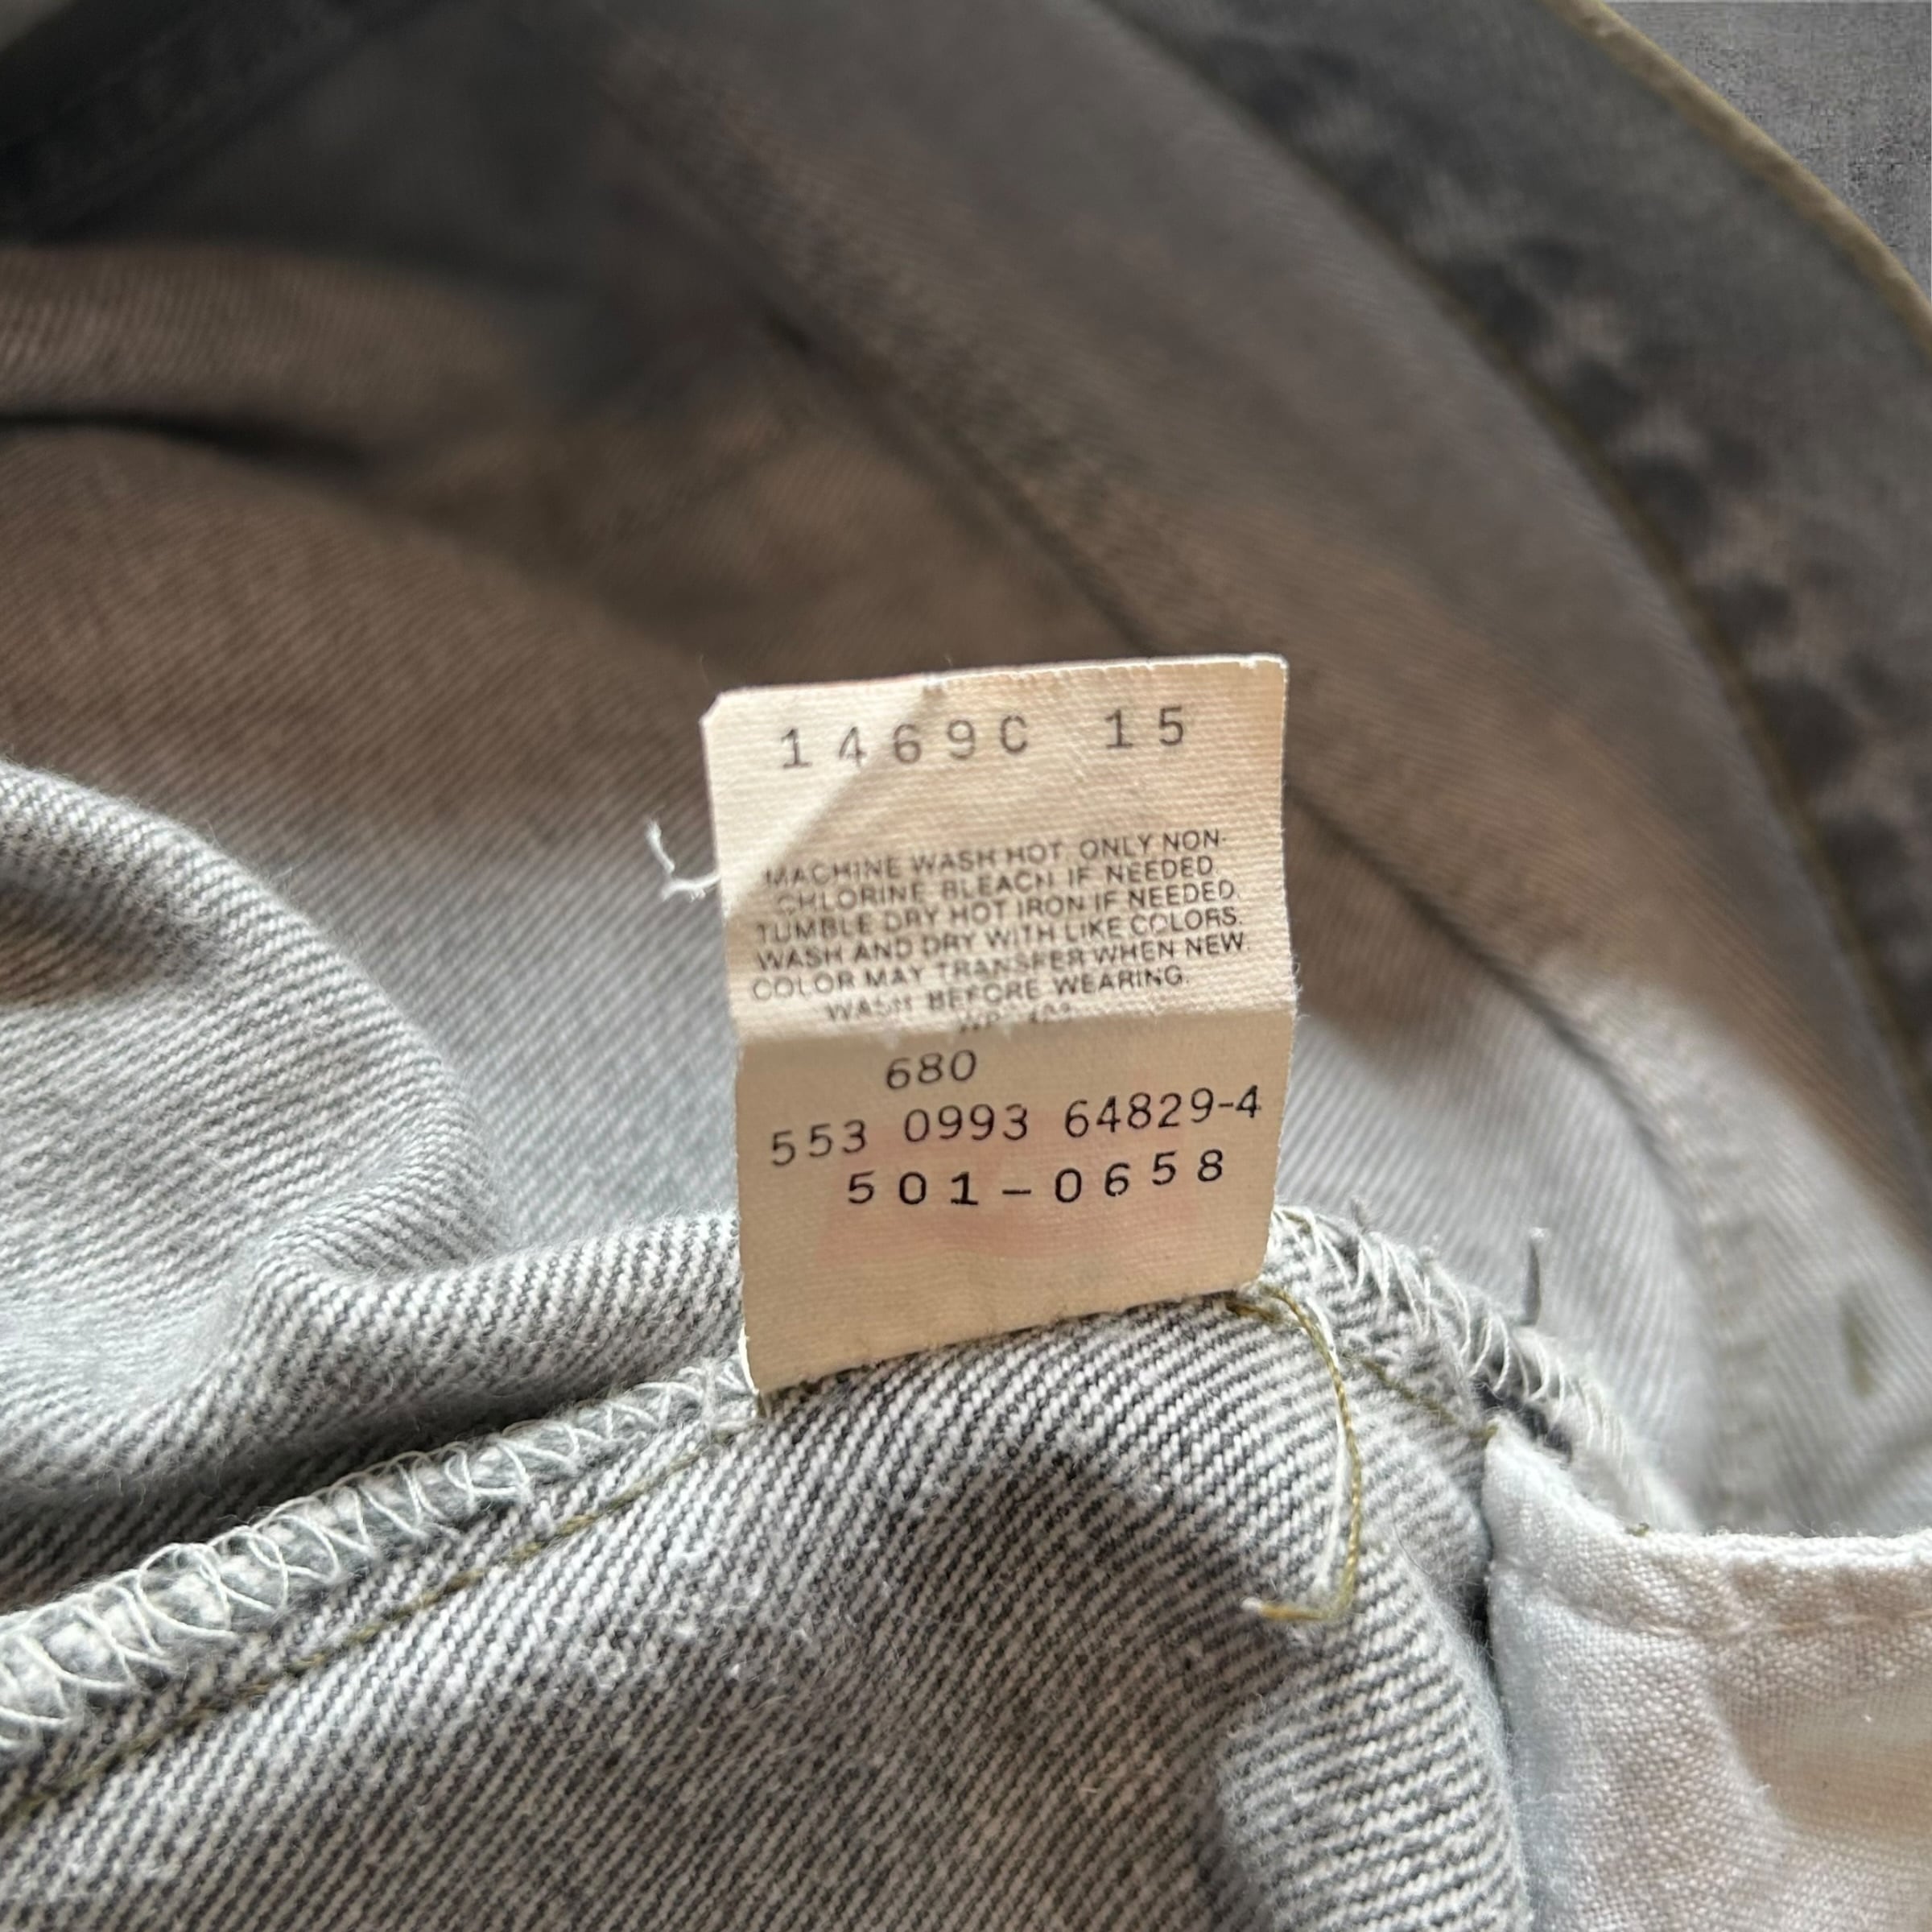 1469C 15
MACHINE WASH HOT ONLY NON-
CHLORINE BLEACH IF NEEDED
TUMBLE DRY HOT IRON IF NEEDED.
WASH AND DRY WITH LIKE COLORS.
COLOR MAY TRANSFER WHEN NEW.
WASH BEFORE WEARING.
680
553 0993 64829-4
501-0658